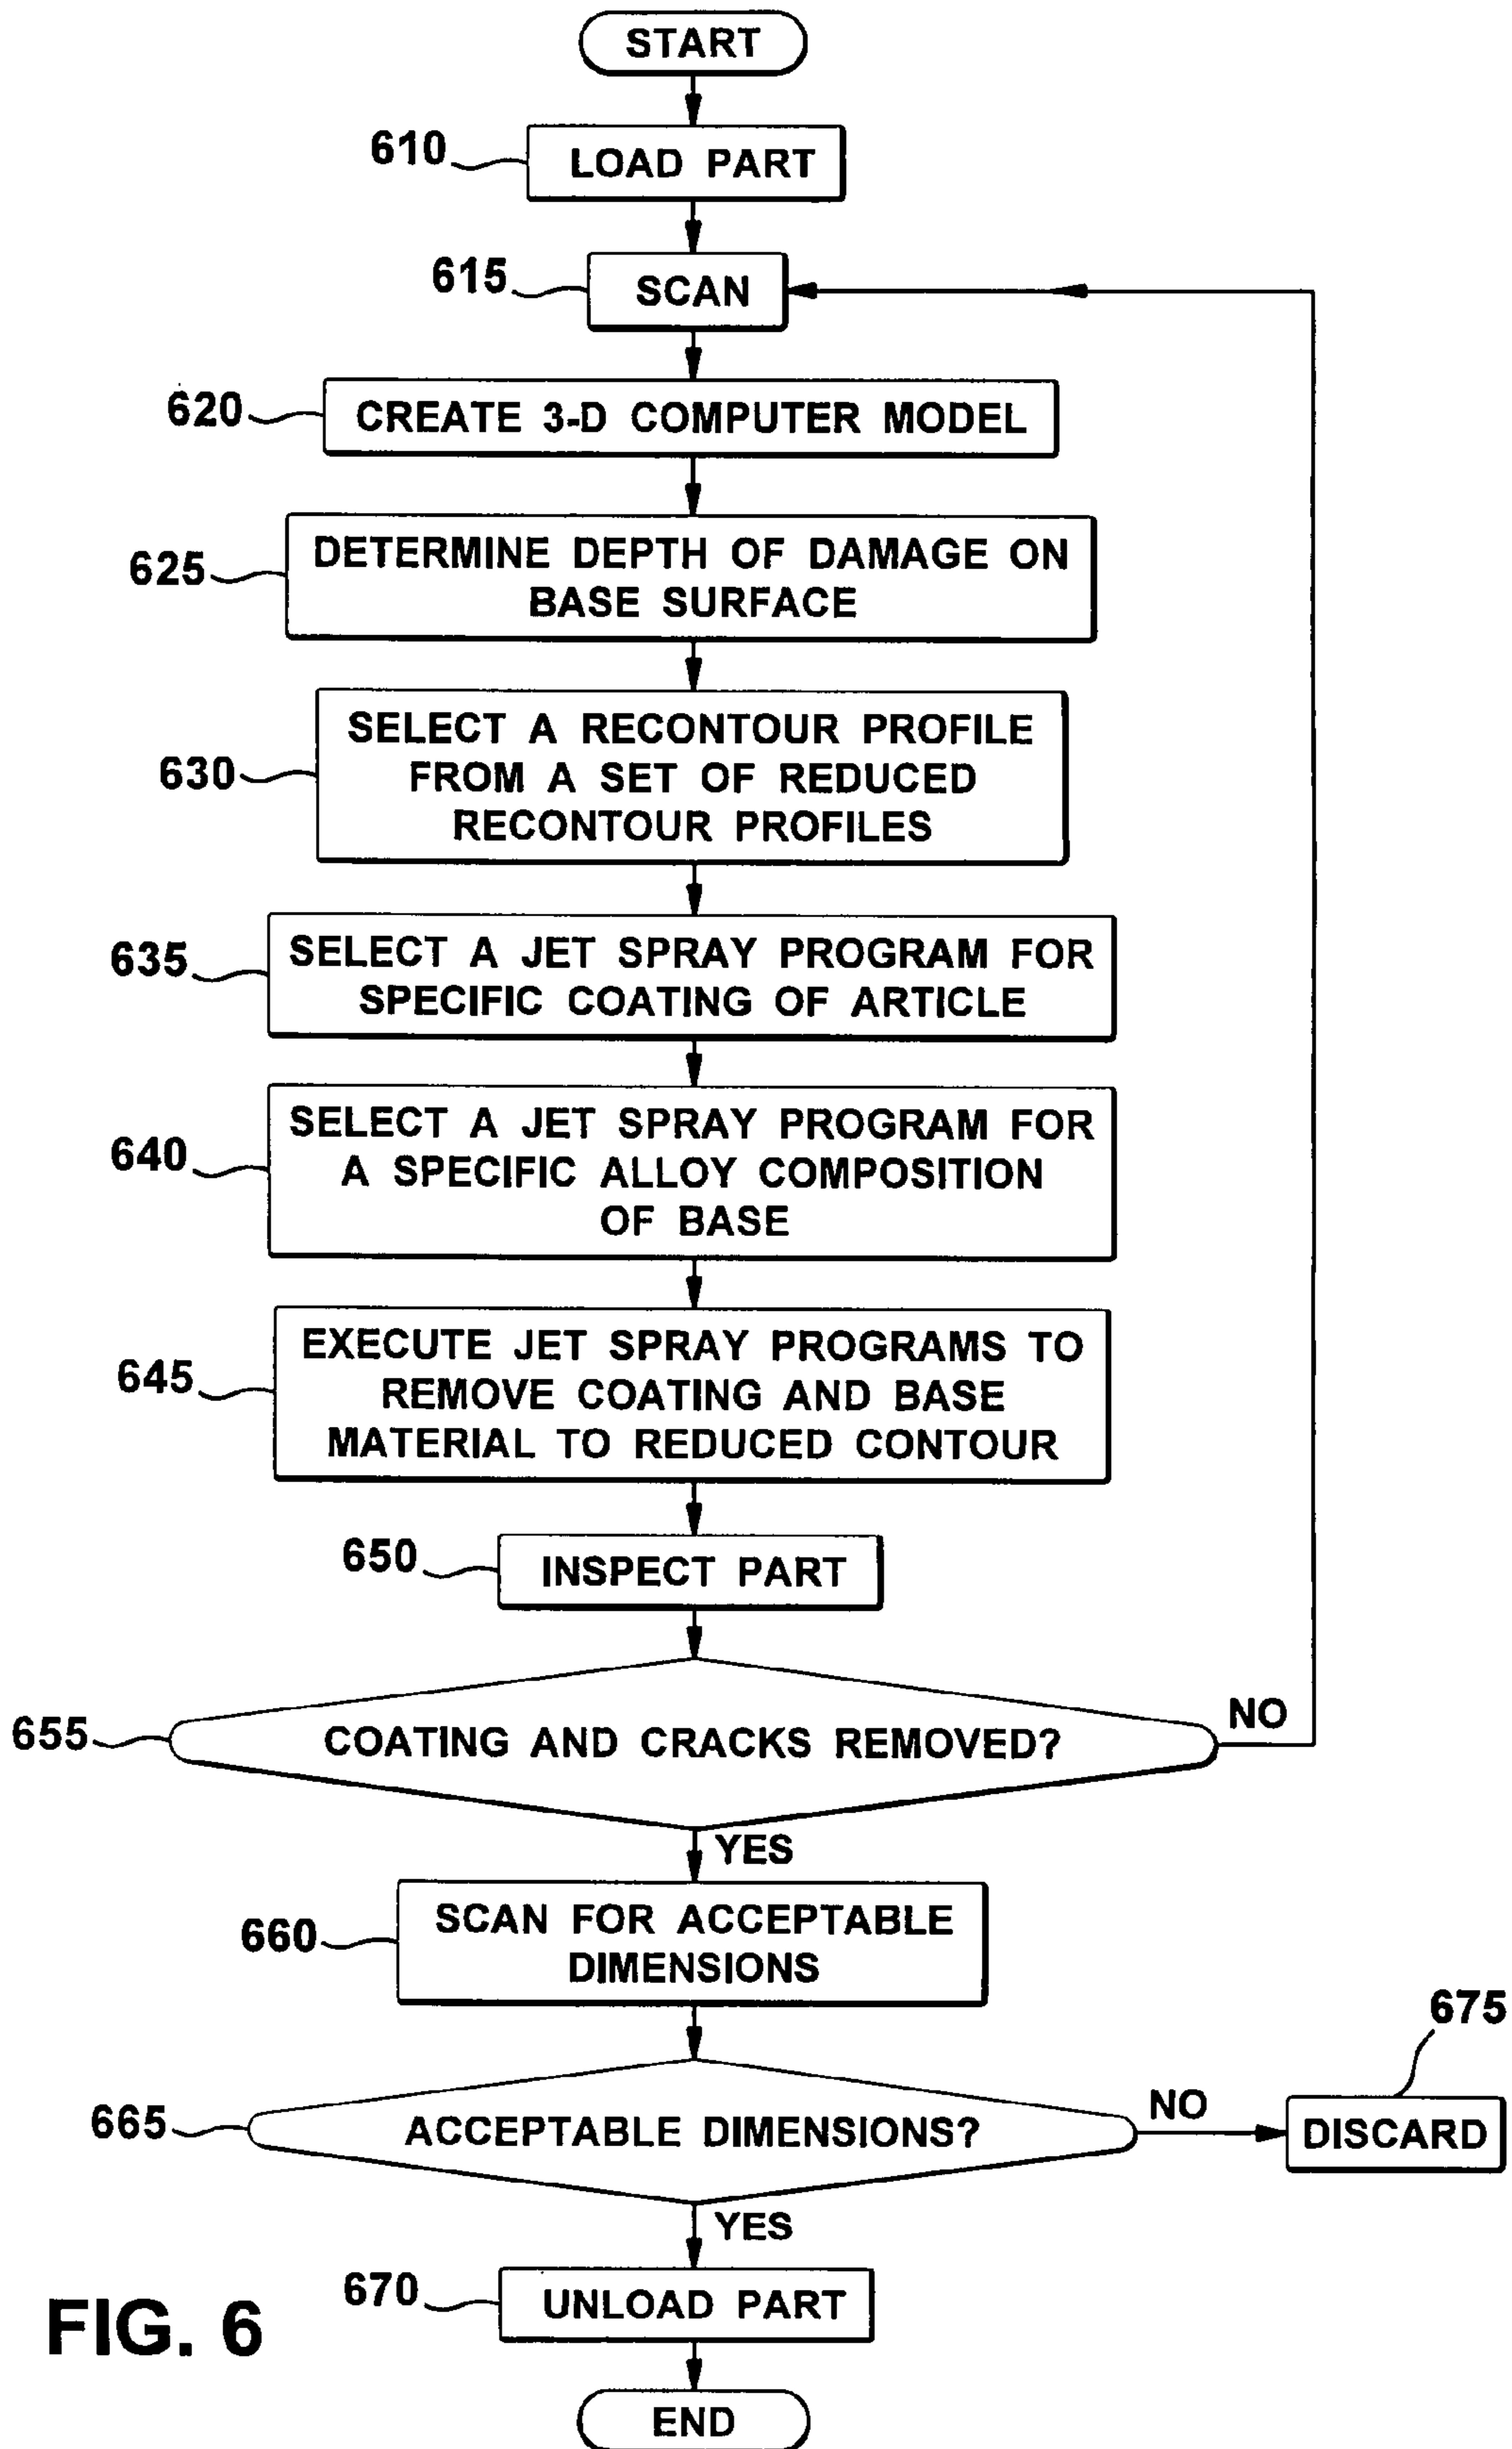 START
610
LOAD PART
615
SCAN
620
CREATE 3-D COMPUTER MODEL
625
DETERMINE DEPTH OF DAMAGE ON
BASE SURFACE
630
SELECT A RECONTOUR PROFILE
FROM A SET OF REDUCED
RECONTOUR PROFILES
635
SELECT A JET SPRAY PROGRAM FOR
SPECIFIC COATING OF ARTICLE
640
SELECT A JET SPRAY PROGRAM FOR
A SPECIFIC ALLOY COMPOSITION
OF BASE
645
EXECUTE JET SPRAY PROGRAMS TO
REMOVE COATING AND BASE
MATERIAL TO REDUCED CONTOUR
650
INSPECT PART
655
COATING AND CRACKS REMOVED?
NO
YES
660
SCAN FOR ACCEPTABLE
DIMENSIONS
665
ACCEPTABLE DIMENSIONS?
NO
675
DISCARD
YES
670
UNLOAD PART
END
FIG. 6